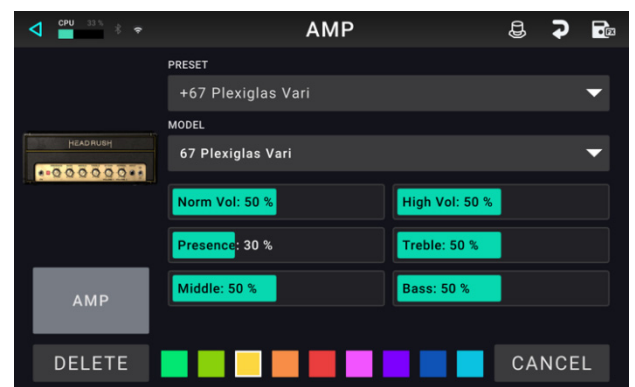 CPU 33 %
AMP
FX
PRESET
+67 Plexiglas Vari
MODEL
67 Plexiglas Vari
HEADRUSH
Norm Vol: 50 %
High Vol: 50 %
Presence: 30 %
Treble: 50 %
Middle: 50 %
Bass: 50 %
AMP
DELETE
CANCEL